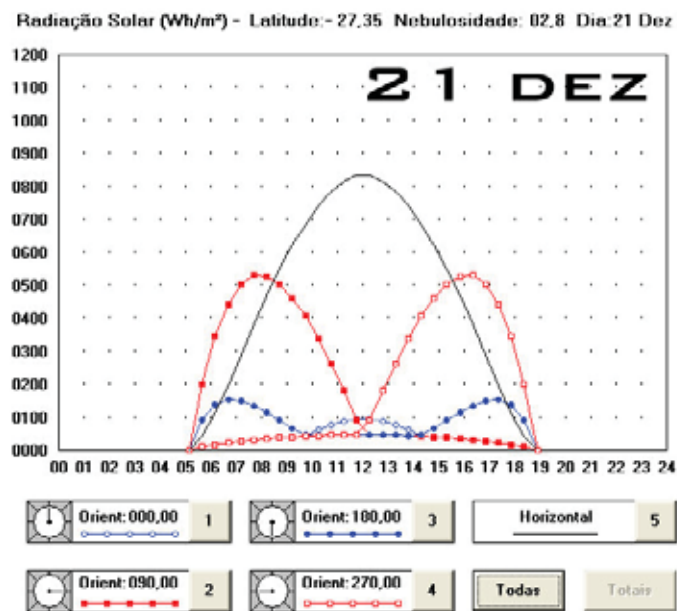 Radiação Solar (Wh/m²) - Latitude:- 27,35 Nebulosidade: 02,8 Dia:21 Dez
21 DEZ
1200
1100
1000
0900
0800
0700
0600
0500
0400
0300
0200
0100
0000
00 01 02 03 04 05 06 07 08 09 10 11 12 13 14 15 16 17 18 19 20 21 22 23 24
Orient:000,00 1 Orient:180,00 3 Horizontal 5
Orient:090,00 2 Orient:270,00 4 Todas Totais